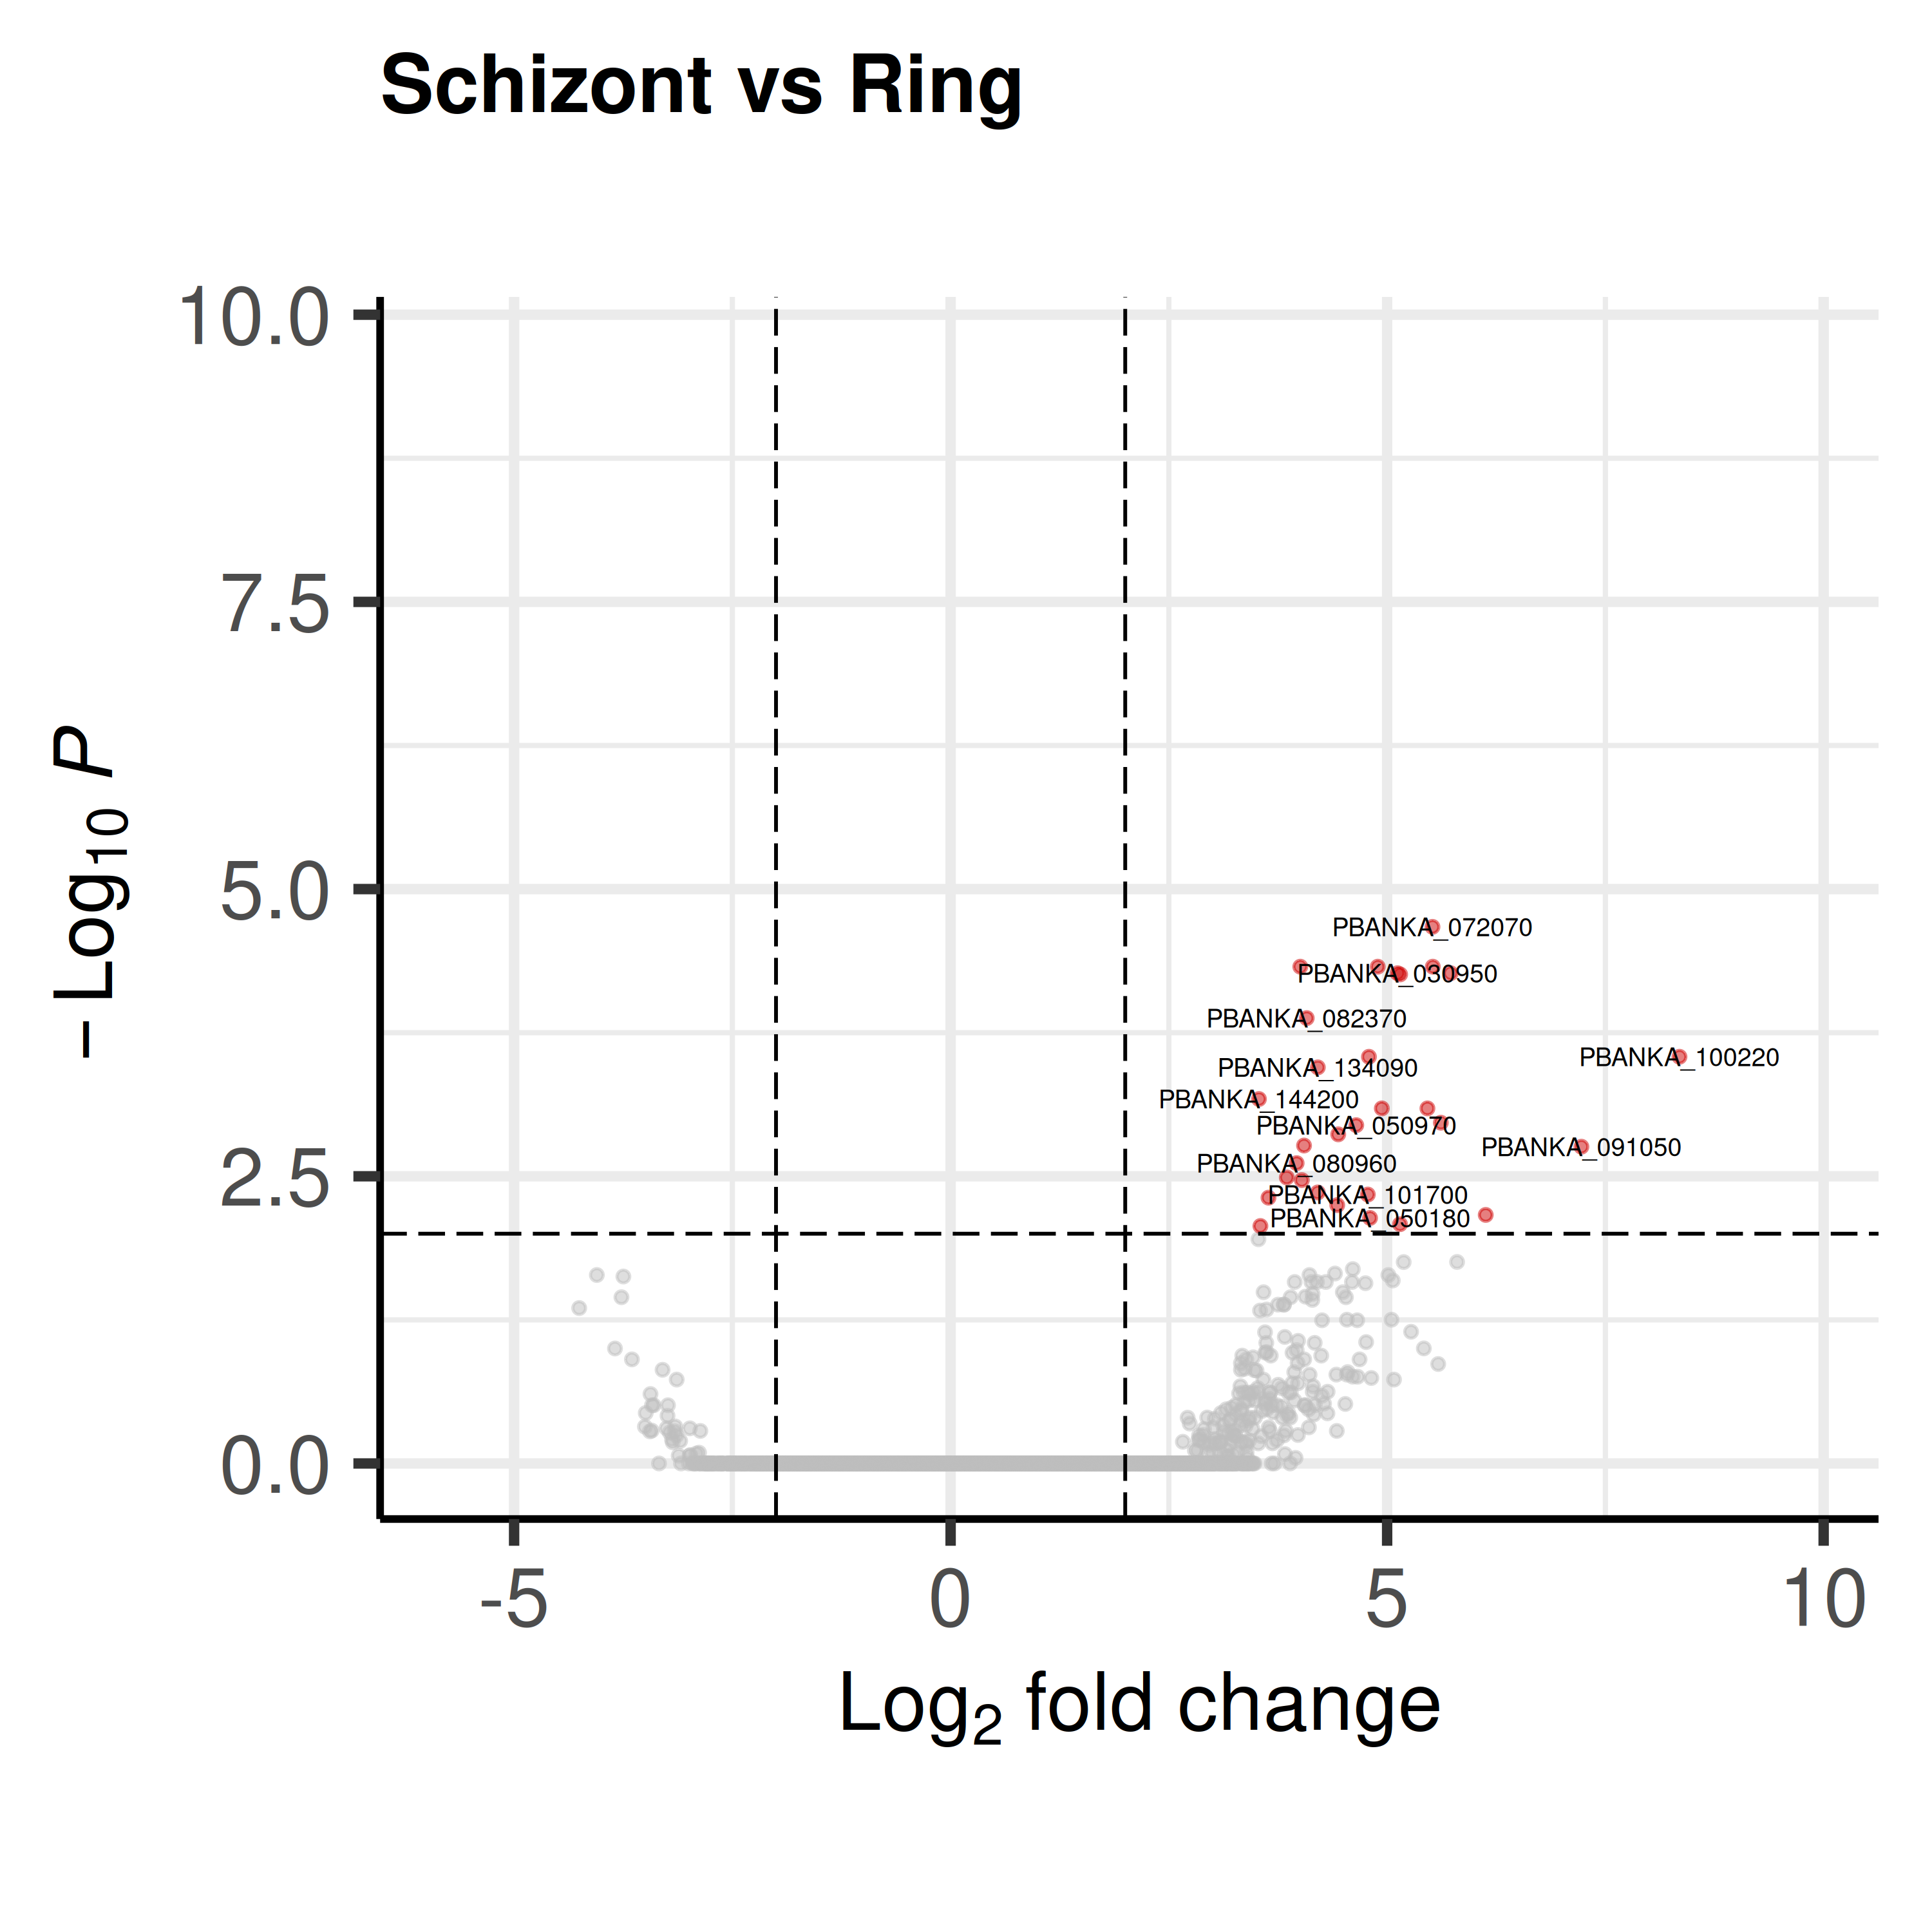 Schizont vs Ring
10.0
7.5
5.0
2.5
0.0
− Log10 P
PBANKA_072070
PBANKA_030950
PBANKA_082370
PBANKA_100220
PBANKA_134090
PBANKA_144200
PBANKA_050970
PBANKA_091050
PBANKA_080960
PBANKA_101700
PBANKA_050180
-5 0 5 10
Log2 fold change